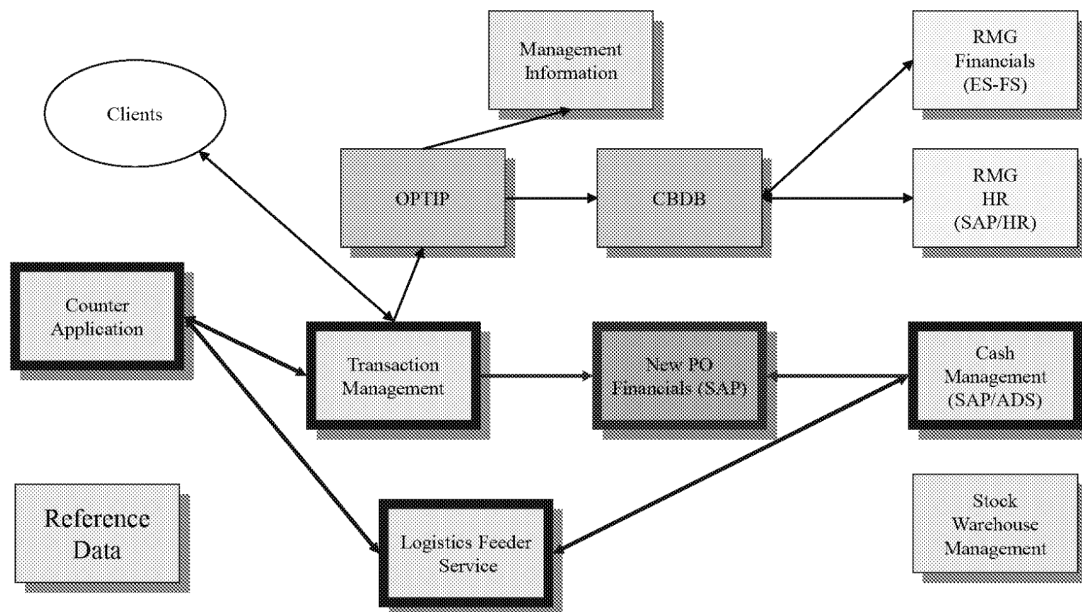 Management
Information
RMG
Financials
(ES-FS)
Clients
OPTIP
CBDB
RMG
HR
(SAP/HR)
Counter
Application
Transaction
Management
New PO
Financials (SAP)
Cash
Management
(SAP/ADS)
Reference
Data
Logistics Feeder
Service
Stock
Warehouse
Management